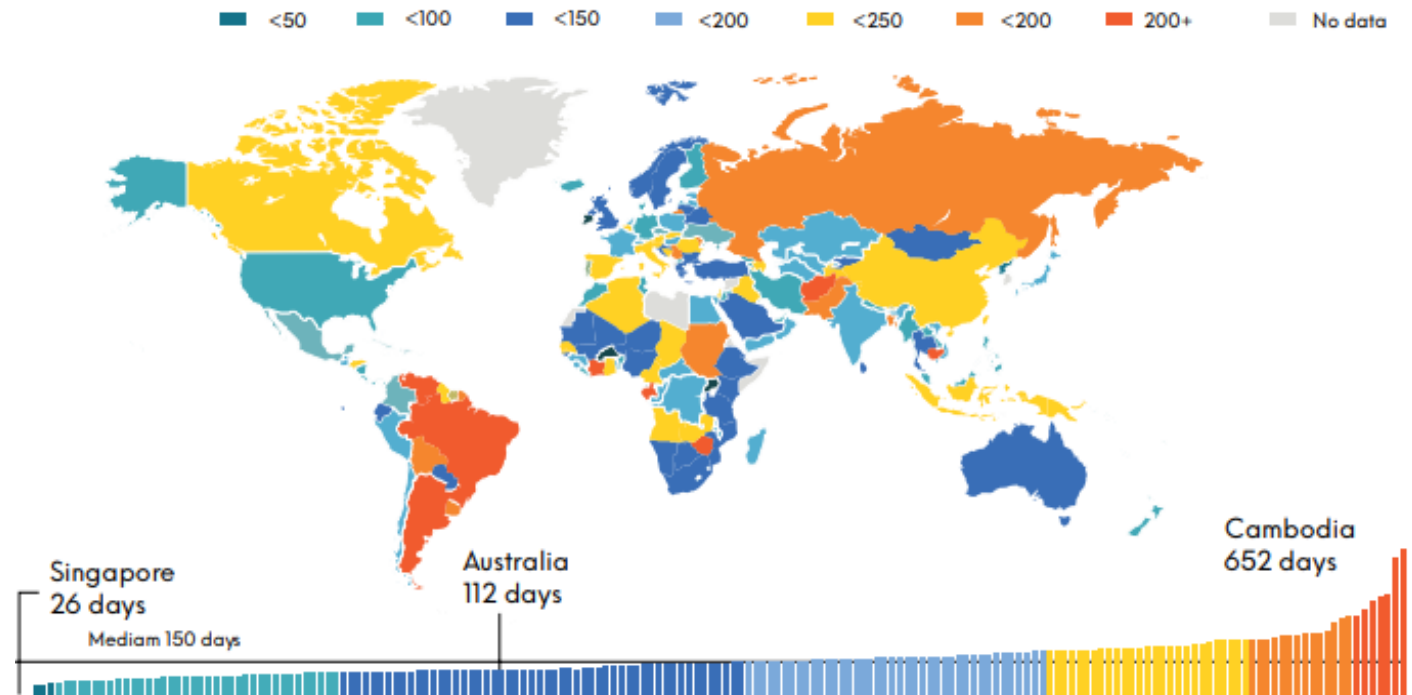 <50 <100 <150 <200 <250 <200 200+ No data
Cambodia
652 days
Australia
112 days
Singapore
26 days
Mediam 150 days